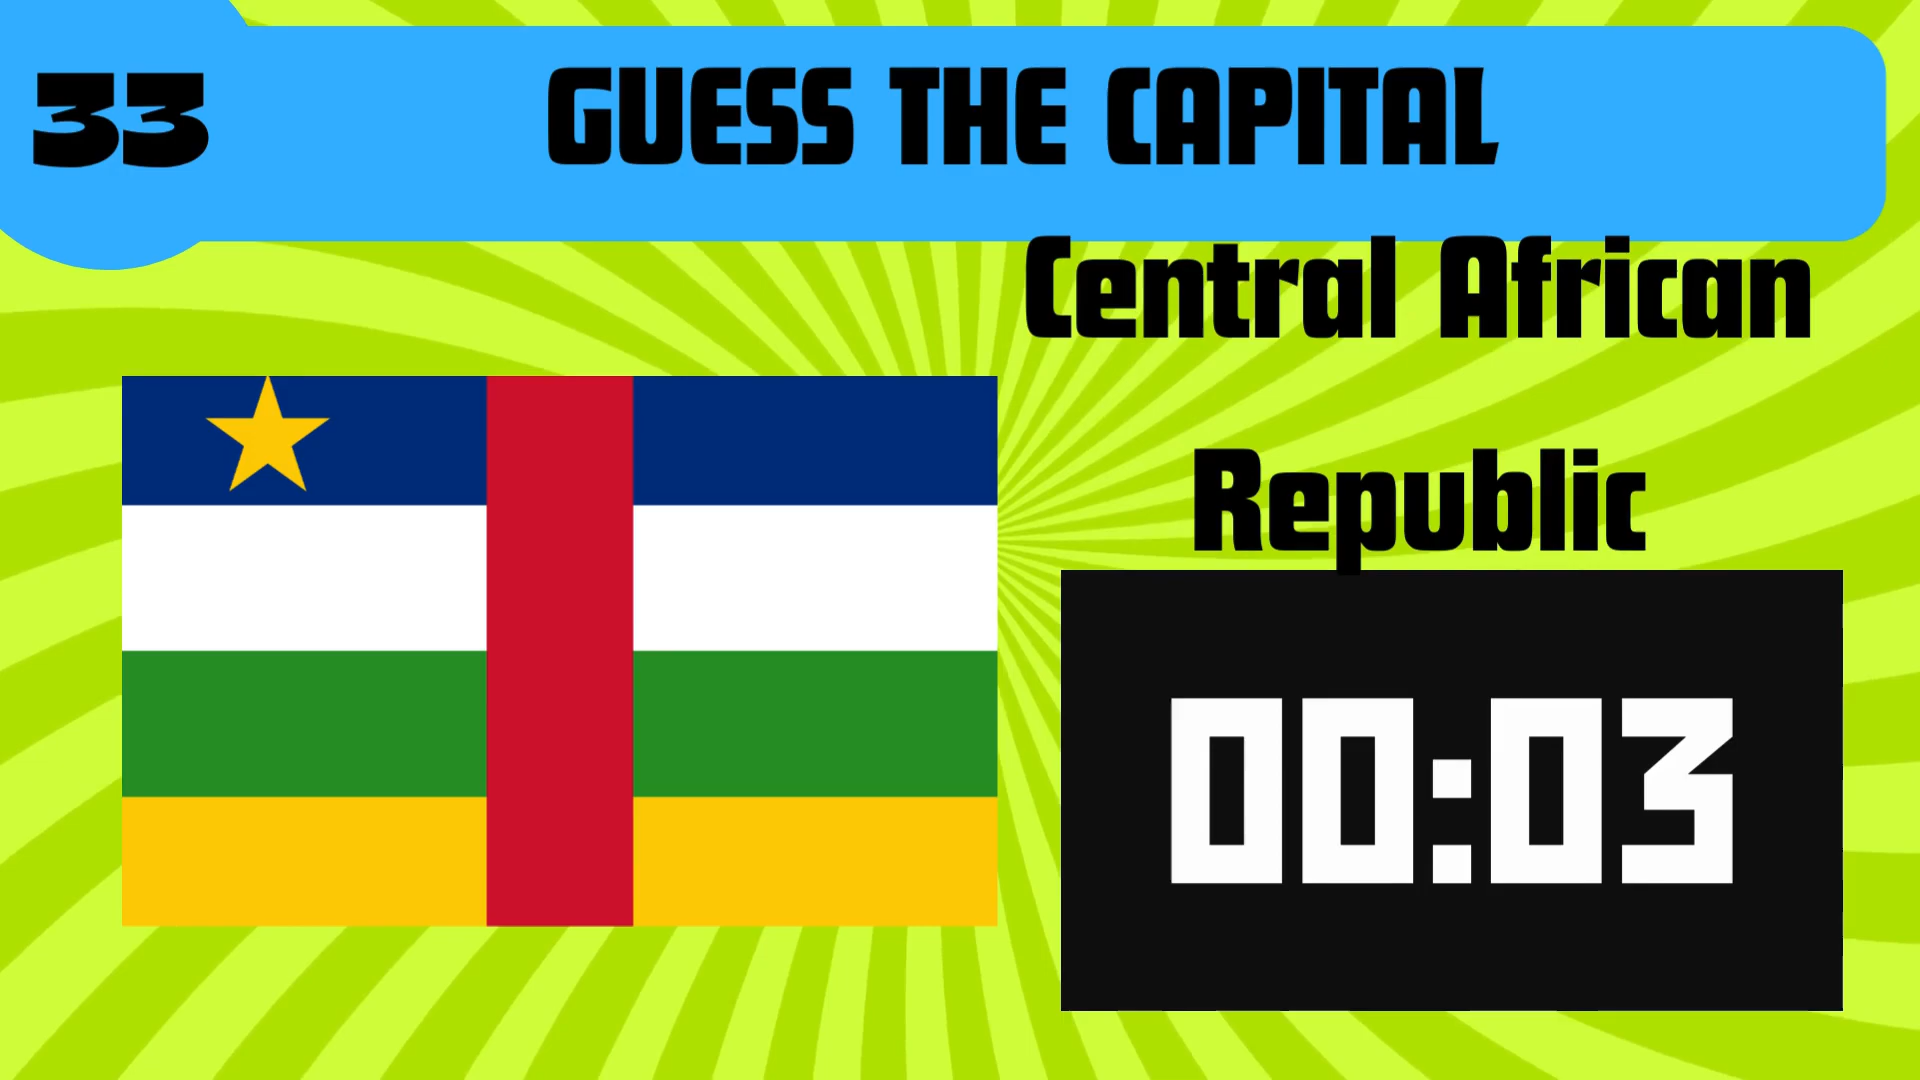 33
GUESS THE CAPITAL
Central African
Republic
00:03